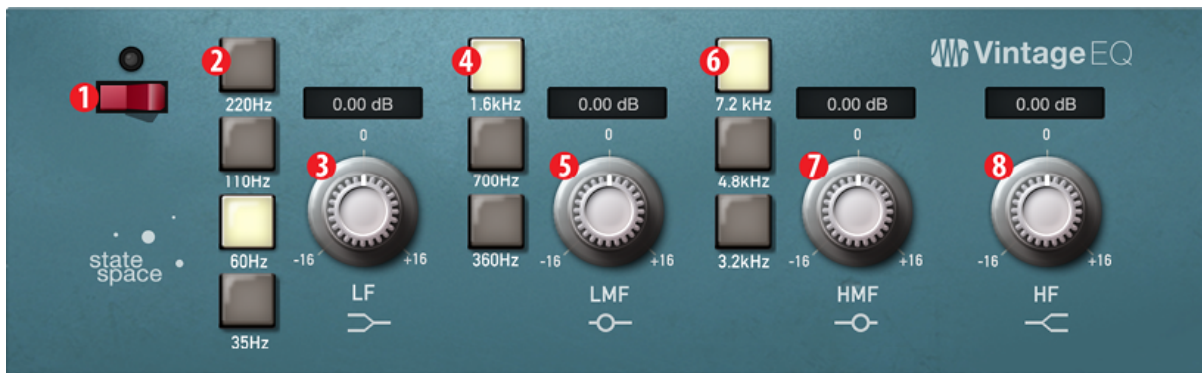 VintageEQ
1
2
220Hz
110Hz
60Hz
35Hz
3
0.00 dB
0
-16 +16
LF
4
1.6kHz
700Hz
360Hz
5
0.00 dB
0
-16 +16
LMF
6
7.2 kHz
4.8kHz
3.2kHz
7
0.00 dB
0
-16 +16
HMF
8
0.00 dB
0
-16 +16
HF
state
space